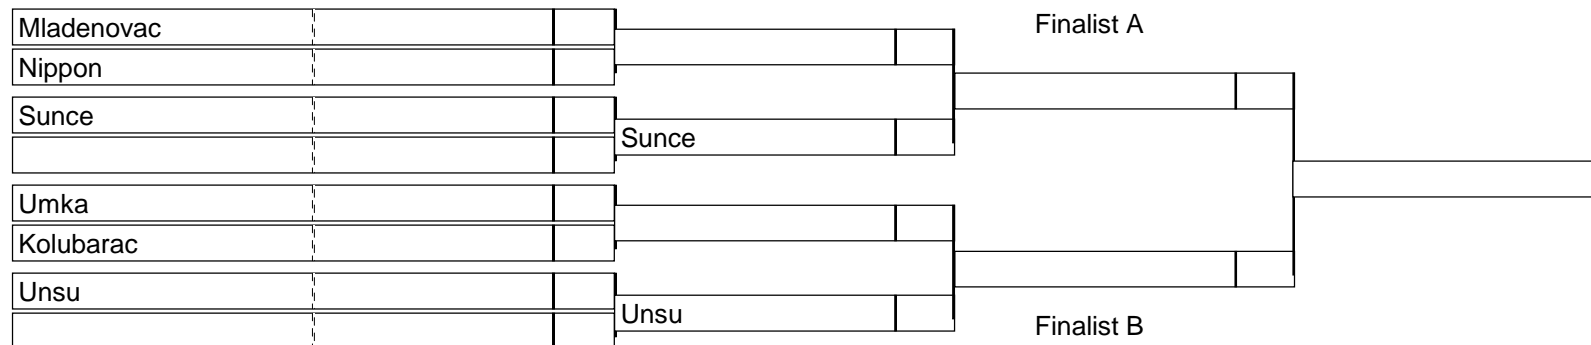 Mladenovac
Nippon
Sunce
Umka
Kolubarac
Unsu
Sunce
Unsu
Finalist A
Finalist B